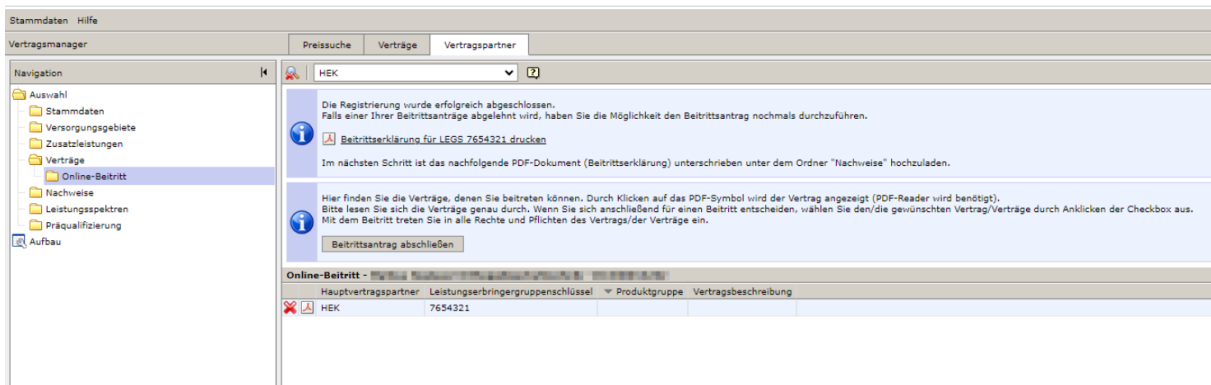 Stammdaten Hilfe
Vertragsmanager
Preissuche Verträge Vertragspartner
Navigation
HEK
Auswahl
Stammdaten
Versorgungsgebiete
Zusatzleistungen
Verträge
Online-Beitritt
Nachweise
Leistungsspektren
Präqualifizierung
Aufbau
Die Registrierung wurde erfolgreich abgeschlossen.
Falls einer Ihrer Beitrittsanträge abgelehnt wird, haben Sie die Möglichkeit den Beitrittsantrag nochmals durchzuführen.
Beitrittserklärung für LEGS 7654321 drucken
Im nächsten Schritt ist das nachfolgende PDF-Dokument (Beitrittserklärung) unterschrieben unter dem Ordner "Nachweise" hochzuladen.
Hier finden Sie die Verträge, denen Sie beitreten können. Durch Klicken auf das PDF-Symbol wird der Vertrag angezeigt (PDF-Reader wird benötigt).
Bitte lesen Sie sich die Verträge genau durch. Wenn Sie sich anschließend für einen Beitritt entscheiden, wählen Sie den/die gewünschten Vertrag/Verträge durch Anklicken der Checkbox aus.
Mit dem Beitritt treten Sie in alle Rechte und Pflichten des Vertrags/der Verträge ein.
Beitrittsantrag abschließen
Online-Beitritt -
Hauptvertragspartner Leistungserbringergruppenschlüssel Produktgruppe Vertragsbeschreibung
HEK 7654321